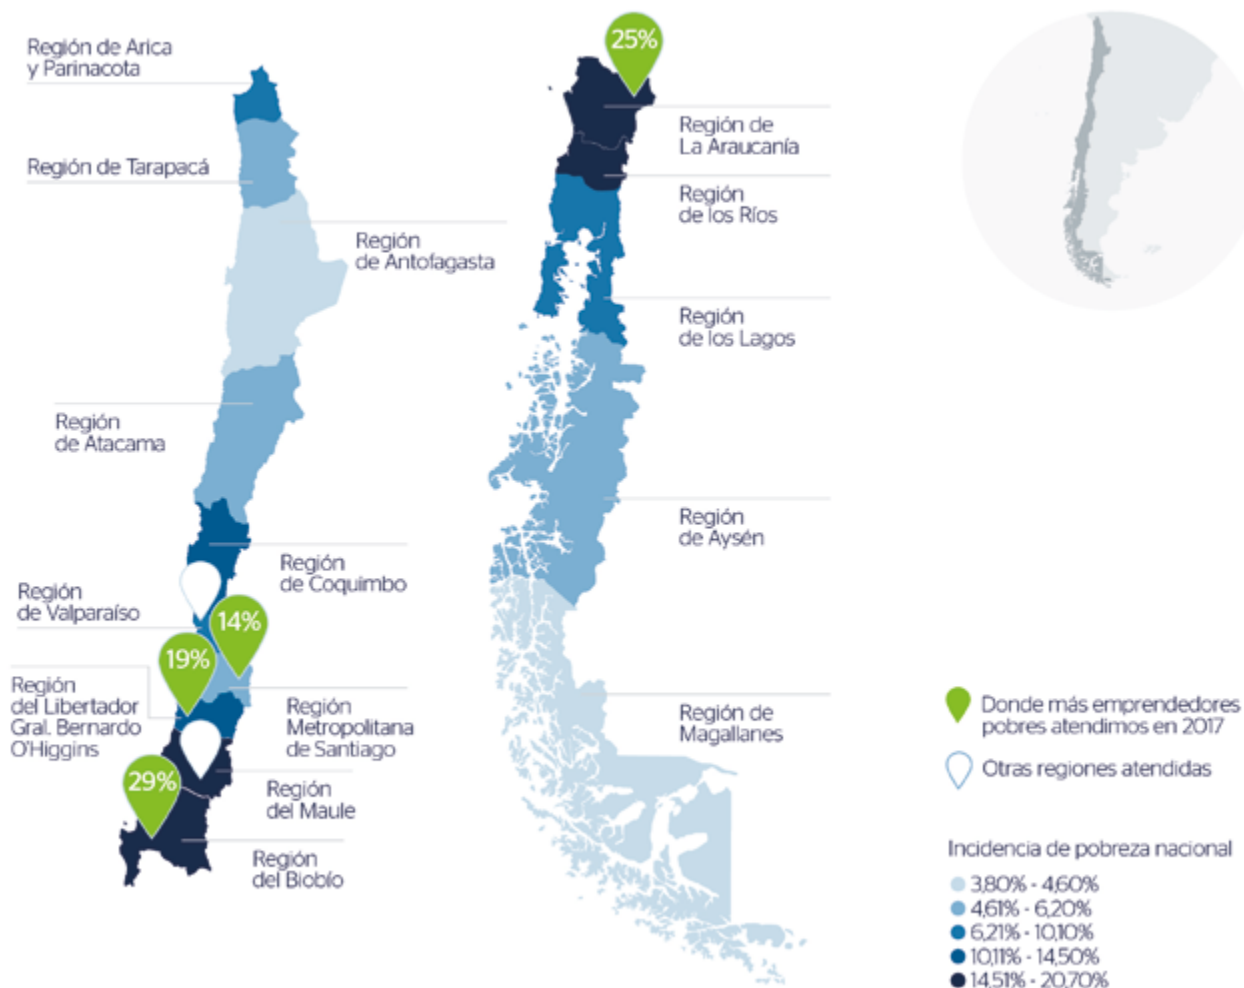 Región de Arica
y Parinacota
Región de Tarapacá
Región
de Antofagasta
Región
de Atacama
Región
de Coquimbo
Región
de Valparaíso
14%
19%
Región
del Libertador
Gral. Bernardo
O'Higgins
Región
Metropolitana
de Santiago
29%
Región
del Maule
Región
del Biobío
25%
Región de
La Araucanía
Región
de los Ríos
Región
de los Lagos
Región
de Aysén
Región de
Magallanes
Donde más emprendedores
pobres atendimos en 2017
Otras regiones atendidas
Incidencia de pobreza nacional
3,80% - 4,60%
4,61% - 6,20%
6,21% - 10,10%
10,11% - 14,50%
14,51% - 20,70%